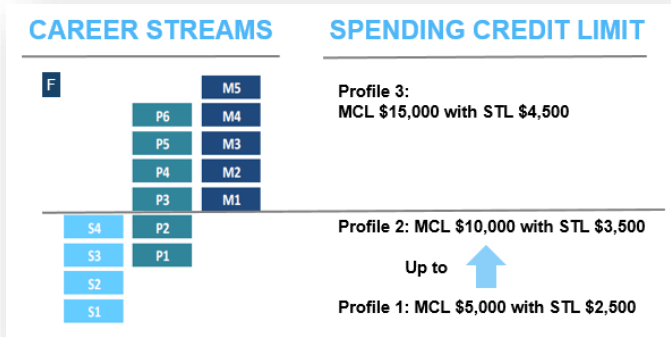 CAREER STREAMS
SPENDING CREDIT LIMIT
F
M5
P6
M4
P5
M3
P4
M2
P3
M1
S4
P2
S3
P1
S2
S1
Profile 3:
MCL $15,000 with STL $4,500
Profile 2: MCL $10,000 with STL $3,500
Up to
Profile 1: MCL $5,000 with STL $2,500